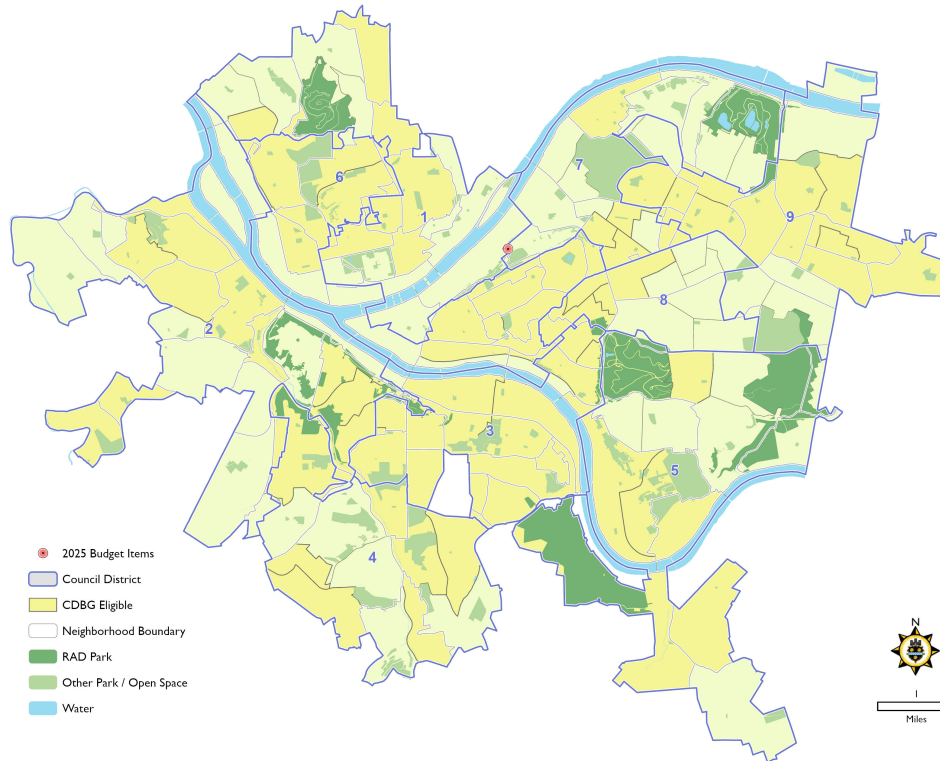 6
7
1
9
8
2
3
5
4
2025 Budget Items
Council District
CDBG Eligible
Neighborhood Boundary
RAD Park
Other Park / Open Space
Water
N
1
Miles